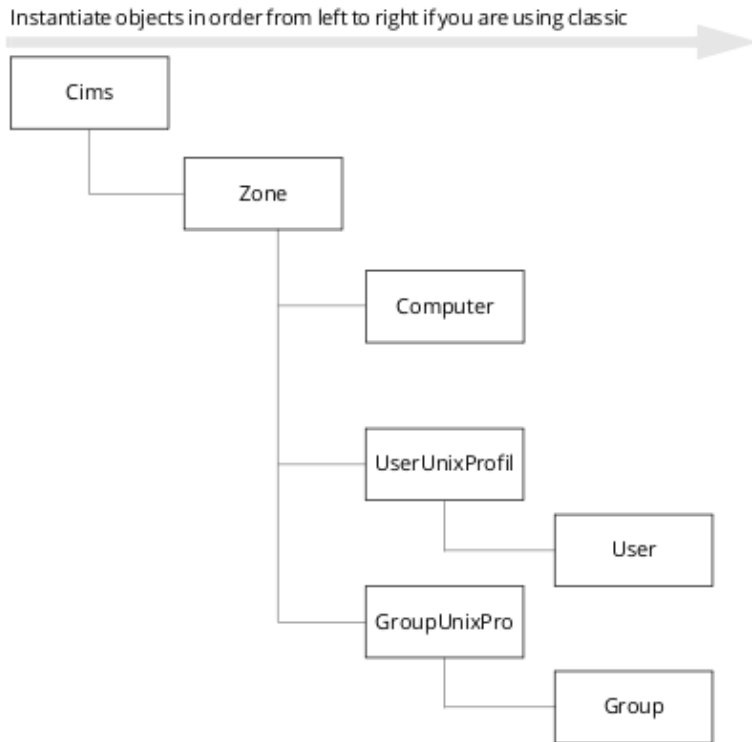 Instantiate objects in order from left to right if you are using classic
Cims
Zone
Computer
UserUnixProfil
User
GroupUnixPro
Group